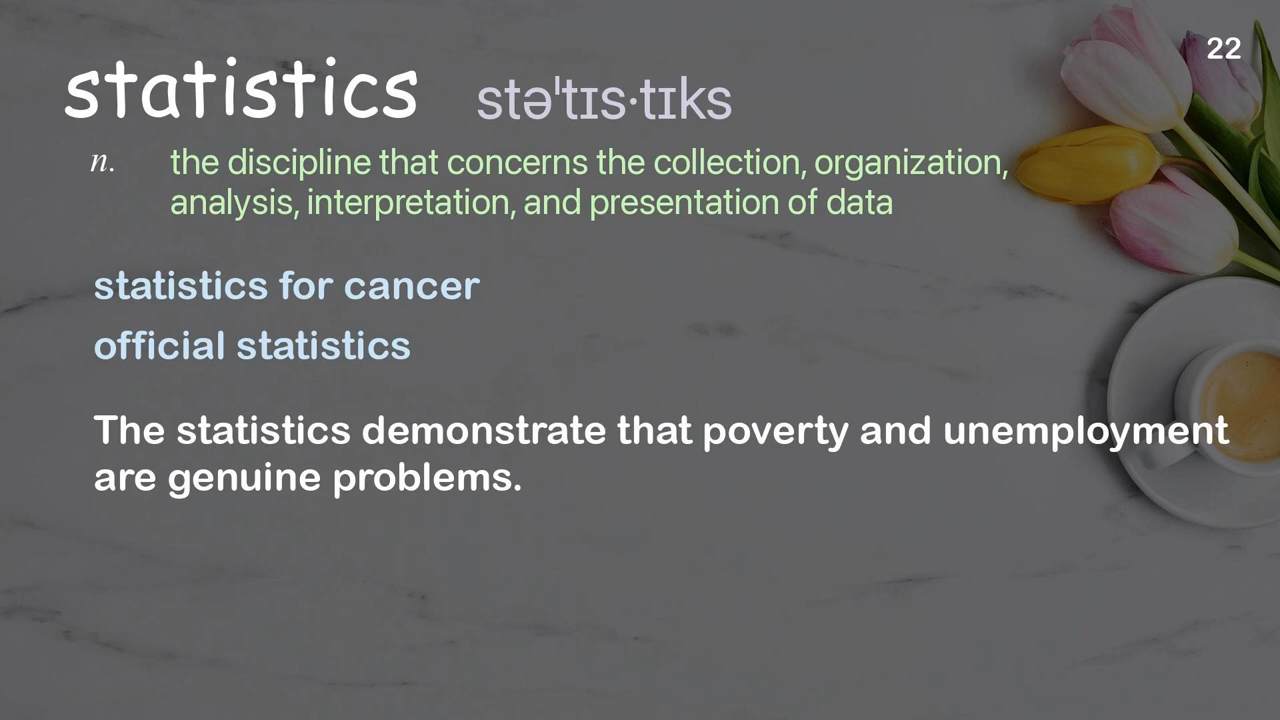 22
statistics stəˈtɪs·tɪks
n. the discipline that concerns the collection, organization,
analysis, interpretation, and presentation of data
statistics for cancer
official statistics
The statistics demonstrate that poverty and unemployment
are genuine problems.